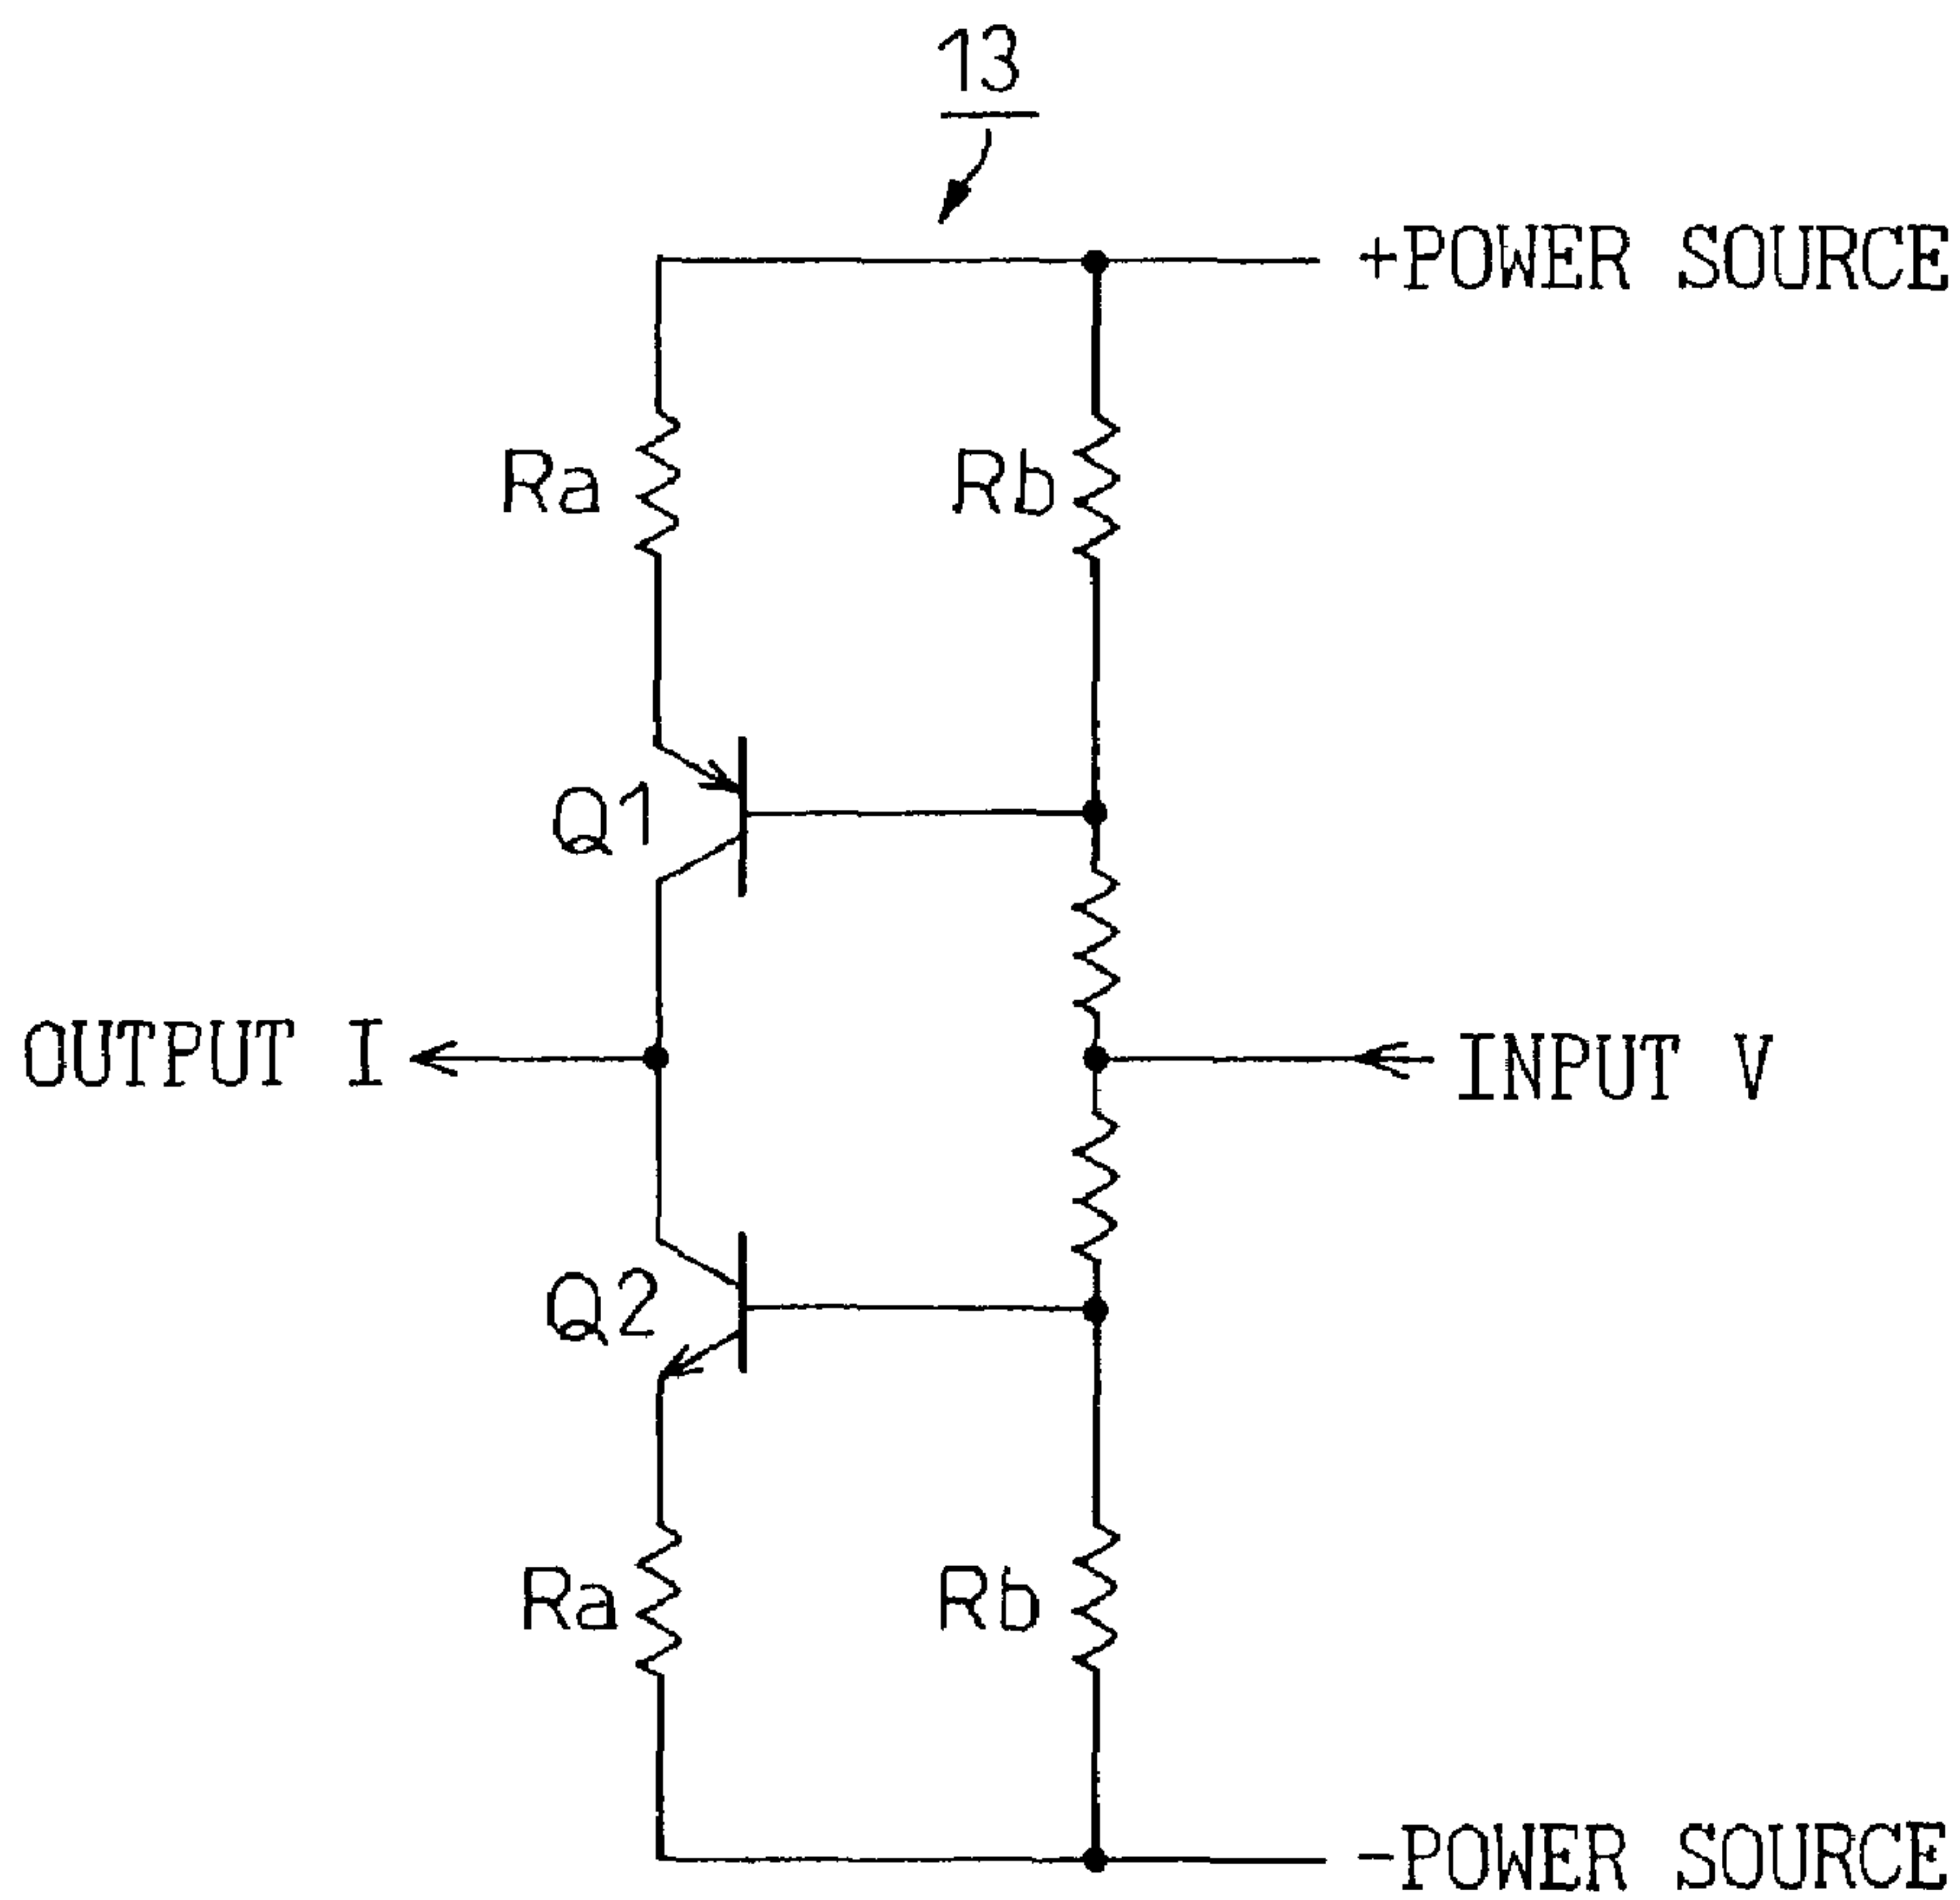 13
+POWER SOURCE
Ra
Rb
Q1
OUTPUT I
INPUT V
Q2
Ra
Rb
-POWER SOURCE